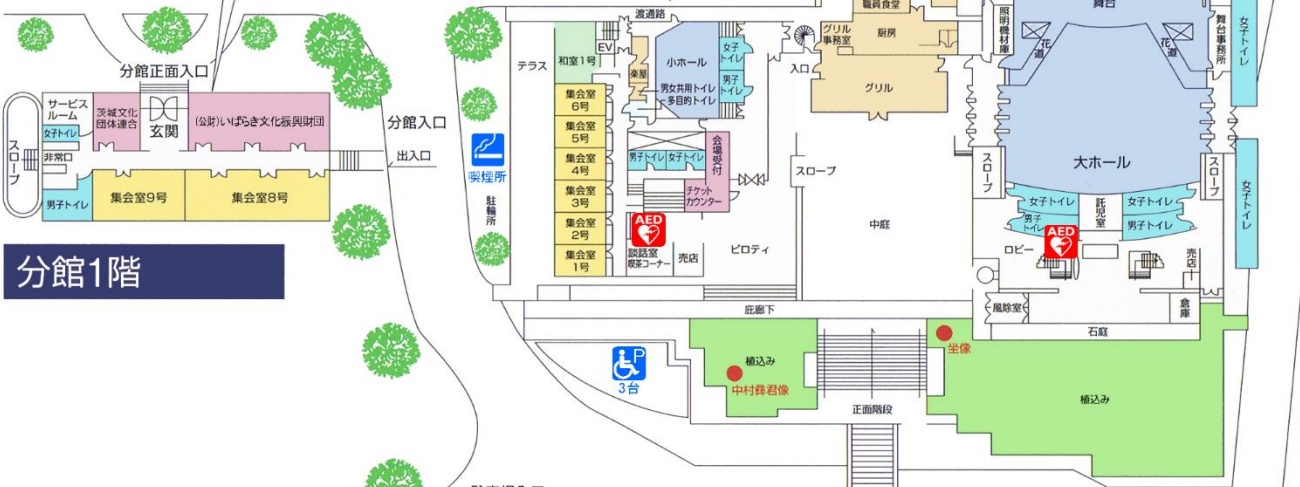 渡通路
職員食堂
舞台
照明機材庫
花道
花道
舞台事務所
女子トイレ
グリル
事務室
厨房
入口
グリル
テラス
和室1号
EV
楽屋
小ホール
女子
トイレ
男子
トイレ
男女共用トイレ
多目的トイレ
集会室
6号
集会室
5号
集会室
4号
集会室
3号
集会室
2号
集会室
1号
男子トイレ
女子トイレ
会場受付
チケット
カウンター
AED
談話室
喫茶コーナー
売店
ピロティ
スロープ
中庭
大ホール
スロープ
スロープ
女子トイレ
男子
トイレ
託児室
女子トイレ
男子トイレ
女子トイレ
AED
ロビー
売店
風除室
倉庫
石庭
庇廊下
分館正面入口
サービス
ルーム
女子トイレ
茨城文化
団体連合
玄関
(公財)いばらき文化振興財団
分館入口
出入口
スロープ
非常口
男子トイレ
集会室9号
集会室8号
分館1階
喫煙所
駐輪所
P
3台
植込み
中村彝君像
坐像
正面階段
植込み